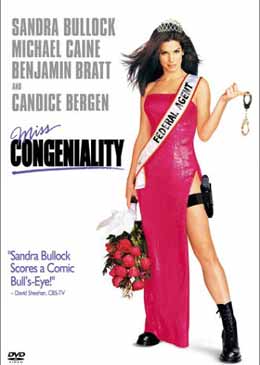 SANDRA BULLOCK
MICHAEL CAINE
BENJAMIN BRATT
AND
CANDICE BERGEN
Miss
CONGENIALITY
FEDERAL AGENT
"Sandra Bullock
Scores a Comic
Bull's-Eye!"
– David Sheehan, CBS-TV
DVD
VIDEO